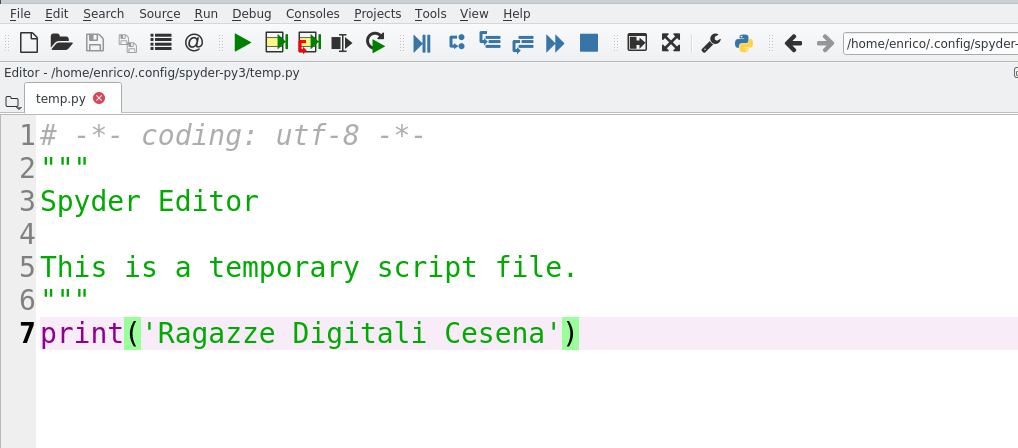 File Edit Search Source Run Debug Consoles Projects Tools View Help
/home/enrico/.config/spyder-
Editor - /home/enrico/.config/spyder-py3/temp.py
temp.py
1 # -*- coding: utf-8 -*-
2 """
3 Spyder Editor
4
5 This is a temporary script file.
6 """
7 print('Ragazze Digitali Cesena')